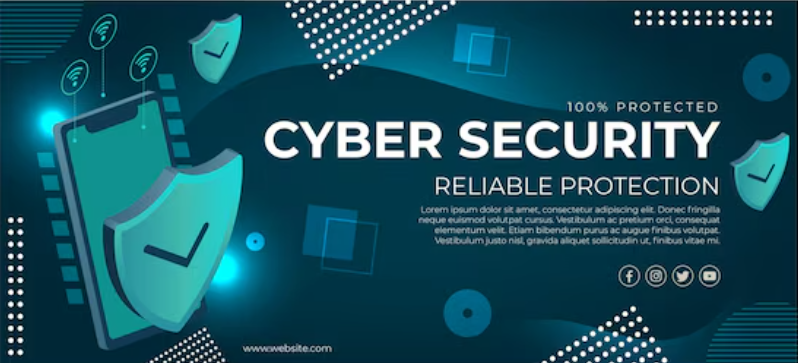 100% PROTECTED
CYBER SECURITY
RELIABLE PROTECTION
Lorem ipsum dolor sit amet, consectetur adipiscing elit. Donec fringilla
neque euismod volutpat cursus. Vestibulum ac pretium orci, consequat
elementum velit. Etiam bibendum purus ac augue aliquam vehicula.
Vestibulum justo nisl, gravida aliquet sollicitudin ut, finibus vitae mi.
www.website.com